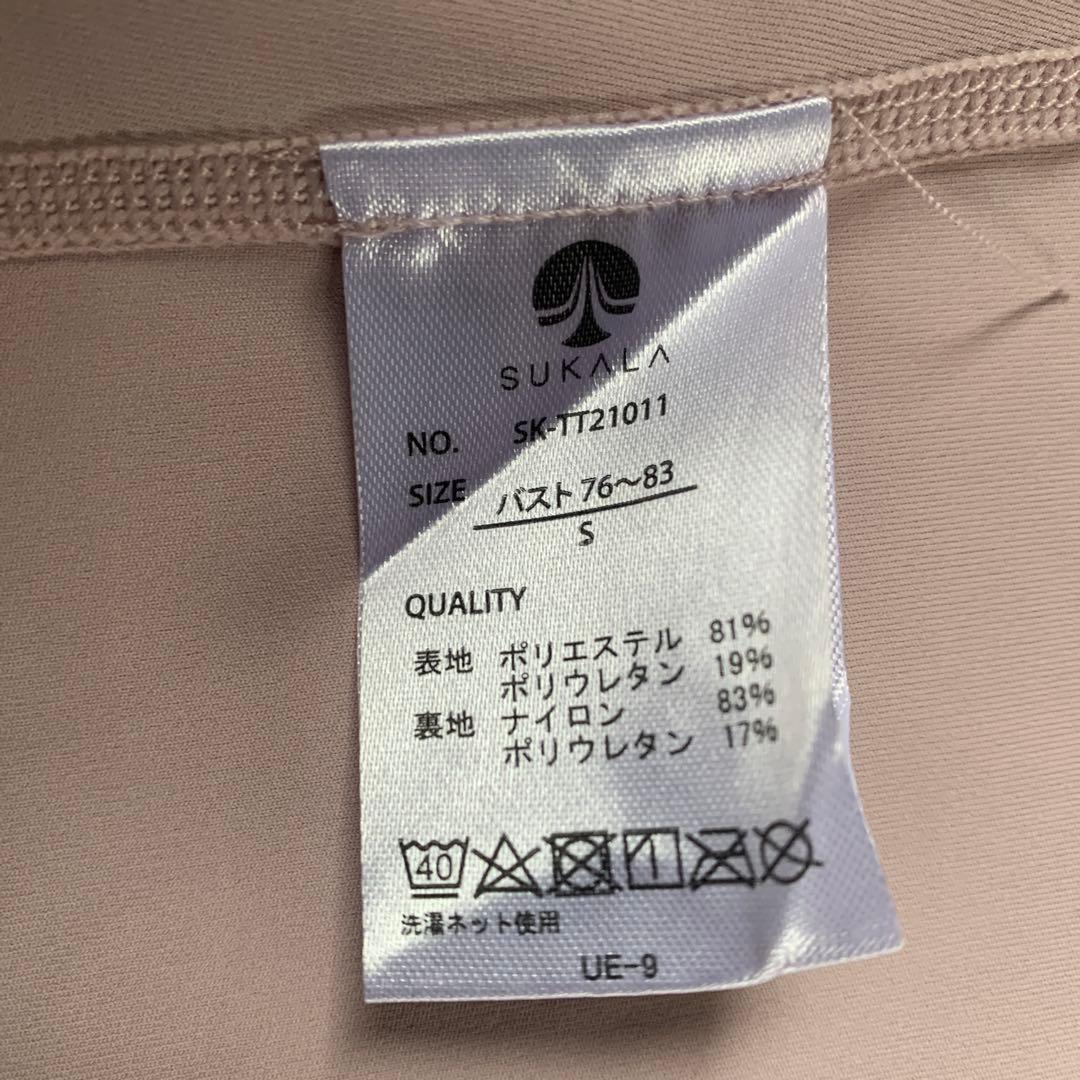 SUKALA
NO. SK-TT21011
SIZE バスト 76～83
S
QUALITY
表地 ポリエステル 81%
ポリウレタン 19%
裏地 ナイロン 83%
ポリウレタン 17%
40
洗濯ネット使用
UE-9